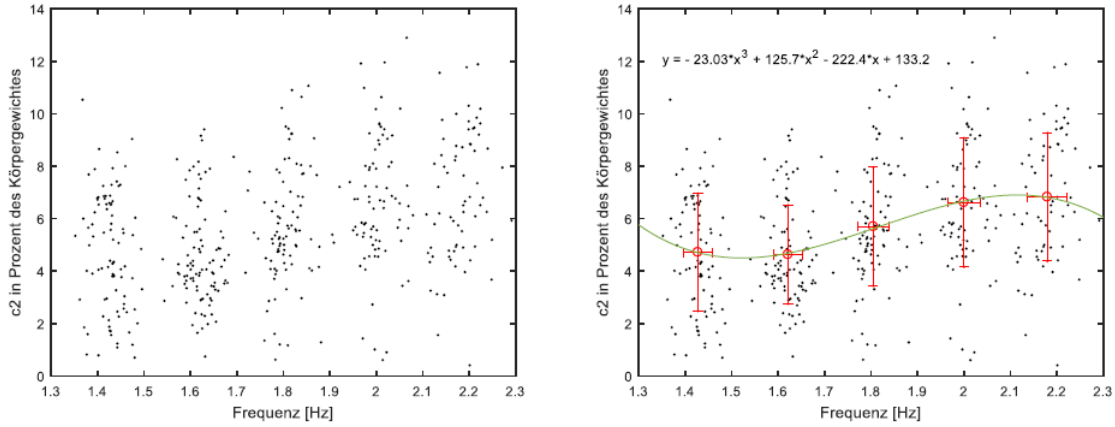 14
12
10
8
6
4
2
0
c2 in Prozent des Körpergewichtes
1.3 1.4 1.5 1.6 1.7 1.8 1.9 2 2.1 2.2 2.3
Frequenz [Hz]
14
12
10
8
6
4
2
0
c2 in Prozent des Körpergewichtes
y = - 23.03*x³ + 125.7*x² - 222.4*x + 133.2
1.3 1.4 1.5 1.6 1.7 1.8 1.9 2 2.1 2.2 2.3
Frequenz [Hz]